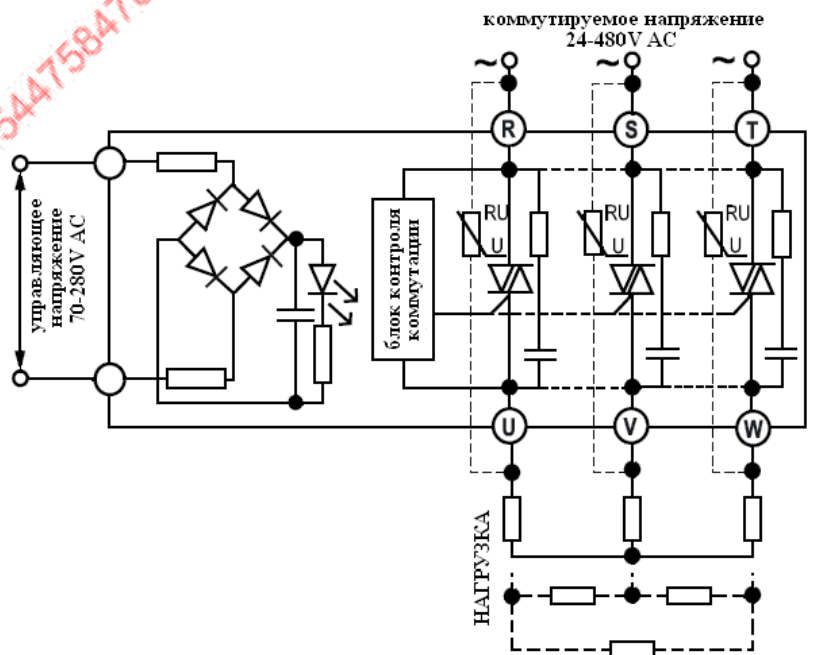 коммутируемое напряжение
24-480V AC
~ ~ ~
R S T
управляющее
напряжение
70-280V AC
блок контроля
коммутации
RU
U
RU
U
RU
U
U V W
НАГРУЗКА